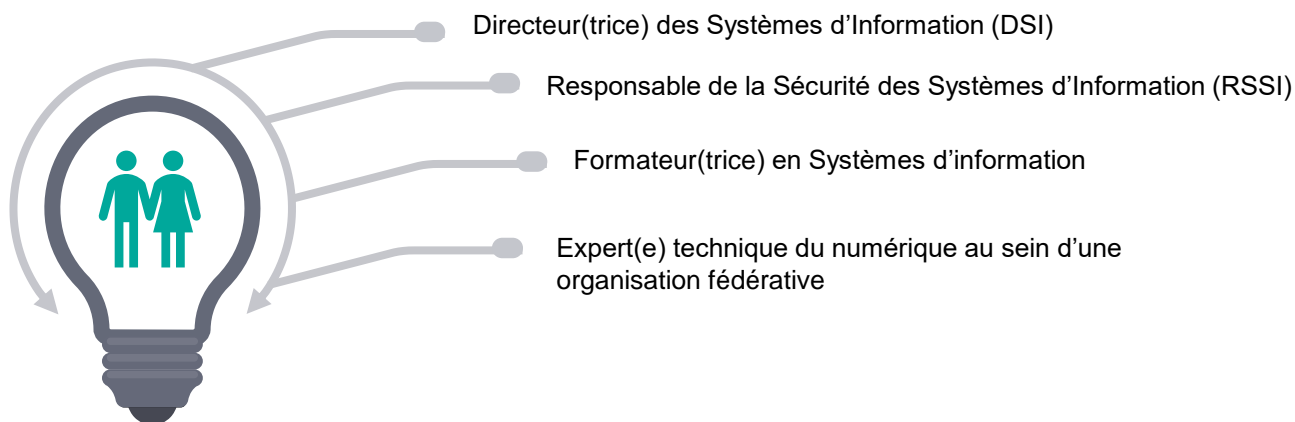 Directeur(trice) des Systèmes d’Information (DSI)
Responsable de la Sécurité des Systèmes d’Information (RSSI)
Formateur(trice) en Systèmes d’information
Expert(e) technique du numérique au sein d’une
organisation fédérative